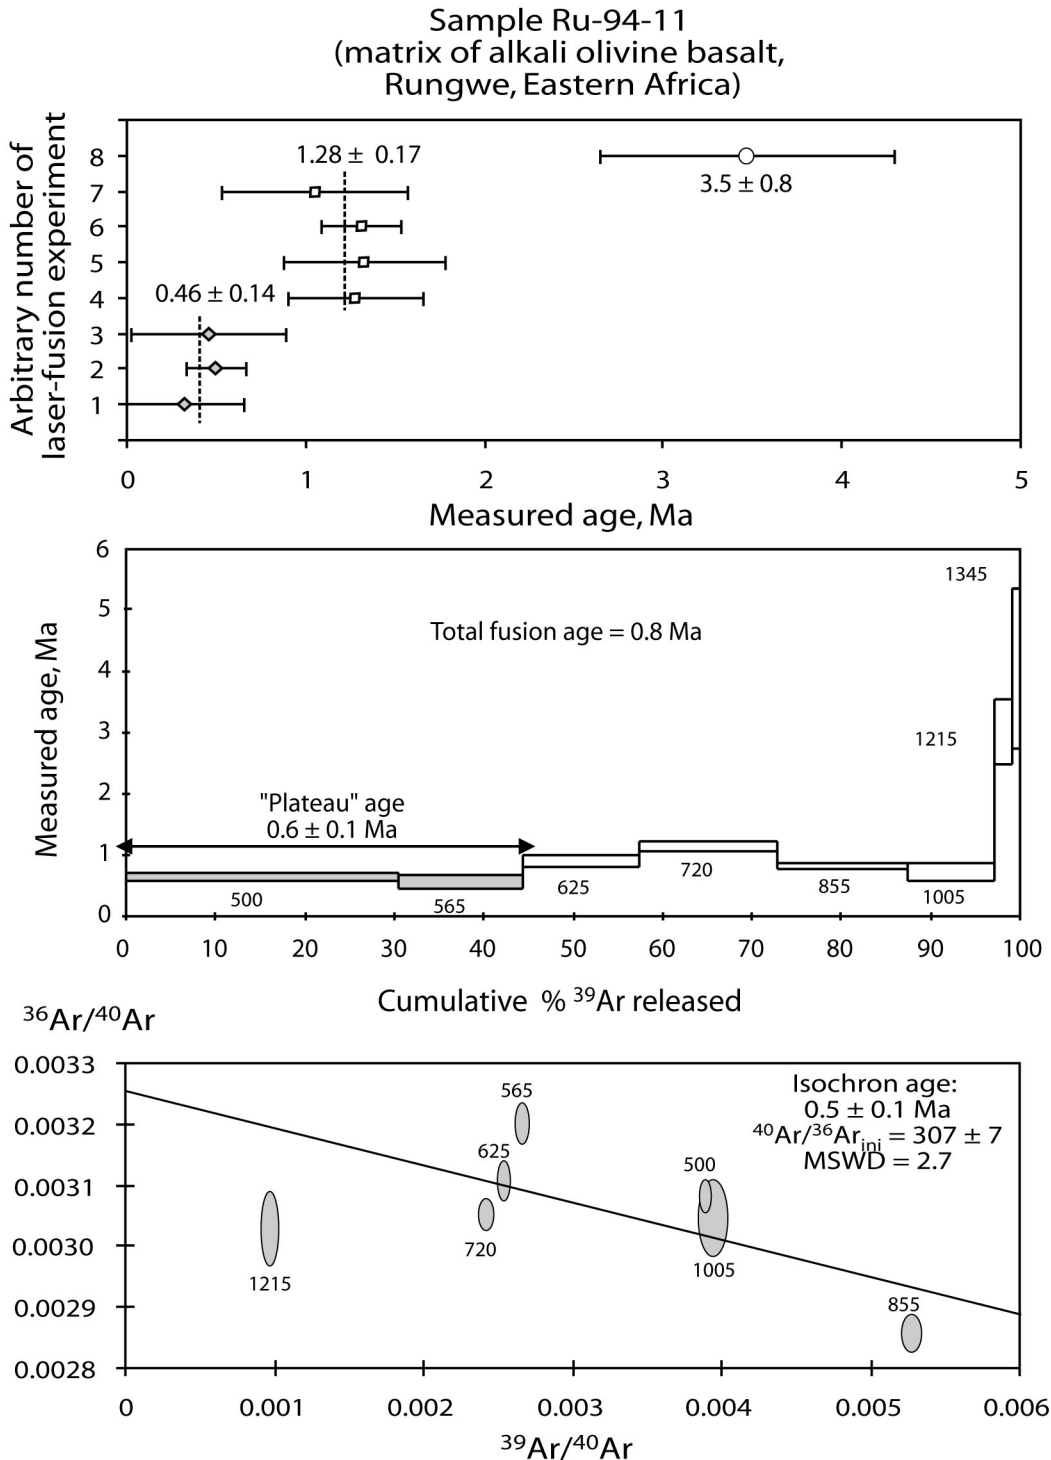 Sample Ru-94-11
(matrix of alkali olivine basalt,
Rungwe, Eastern Africa)
Arbitrary number of
laser-fusion experiment
8
7
6
5
4
3
2
1
1.28 ± 0.17
3.5 ± 0.8
0.46 ± 0.14
0 1 2 3 4 5
Measured age, Ma
Measured age, Ma
6
5
4
3
2
1
0
1345
Total fusion age = 0.8 Ma
1215
"Plateau" age
0.6 ± 0.1 Ma
500
565
625
720
855
1005
0 10 20 30 40 50 60 70 80 90 100
Cumulative % ³⁹Ar released
³⁶Ar/⁴⁰Ar
0.0033
0.0032
0.0031
0.0030
0.0029
0.0028
Isochron age:
0.5 ± 0.1 Ma
⁴⁰Ar/³⁶Ar_ini = 307 ± 7
MSWD = 2.7
565
625
500
720
1215
1005
855
0 0.001 0.002 0.003 0.004 0.005 0.006
³⁹Ar/⁴⁰Ar